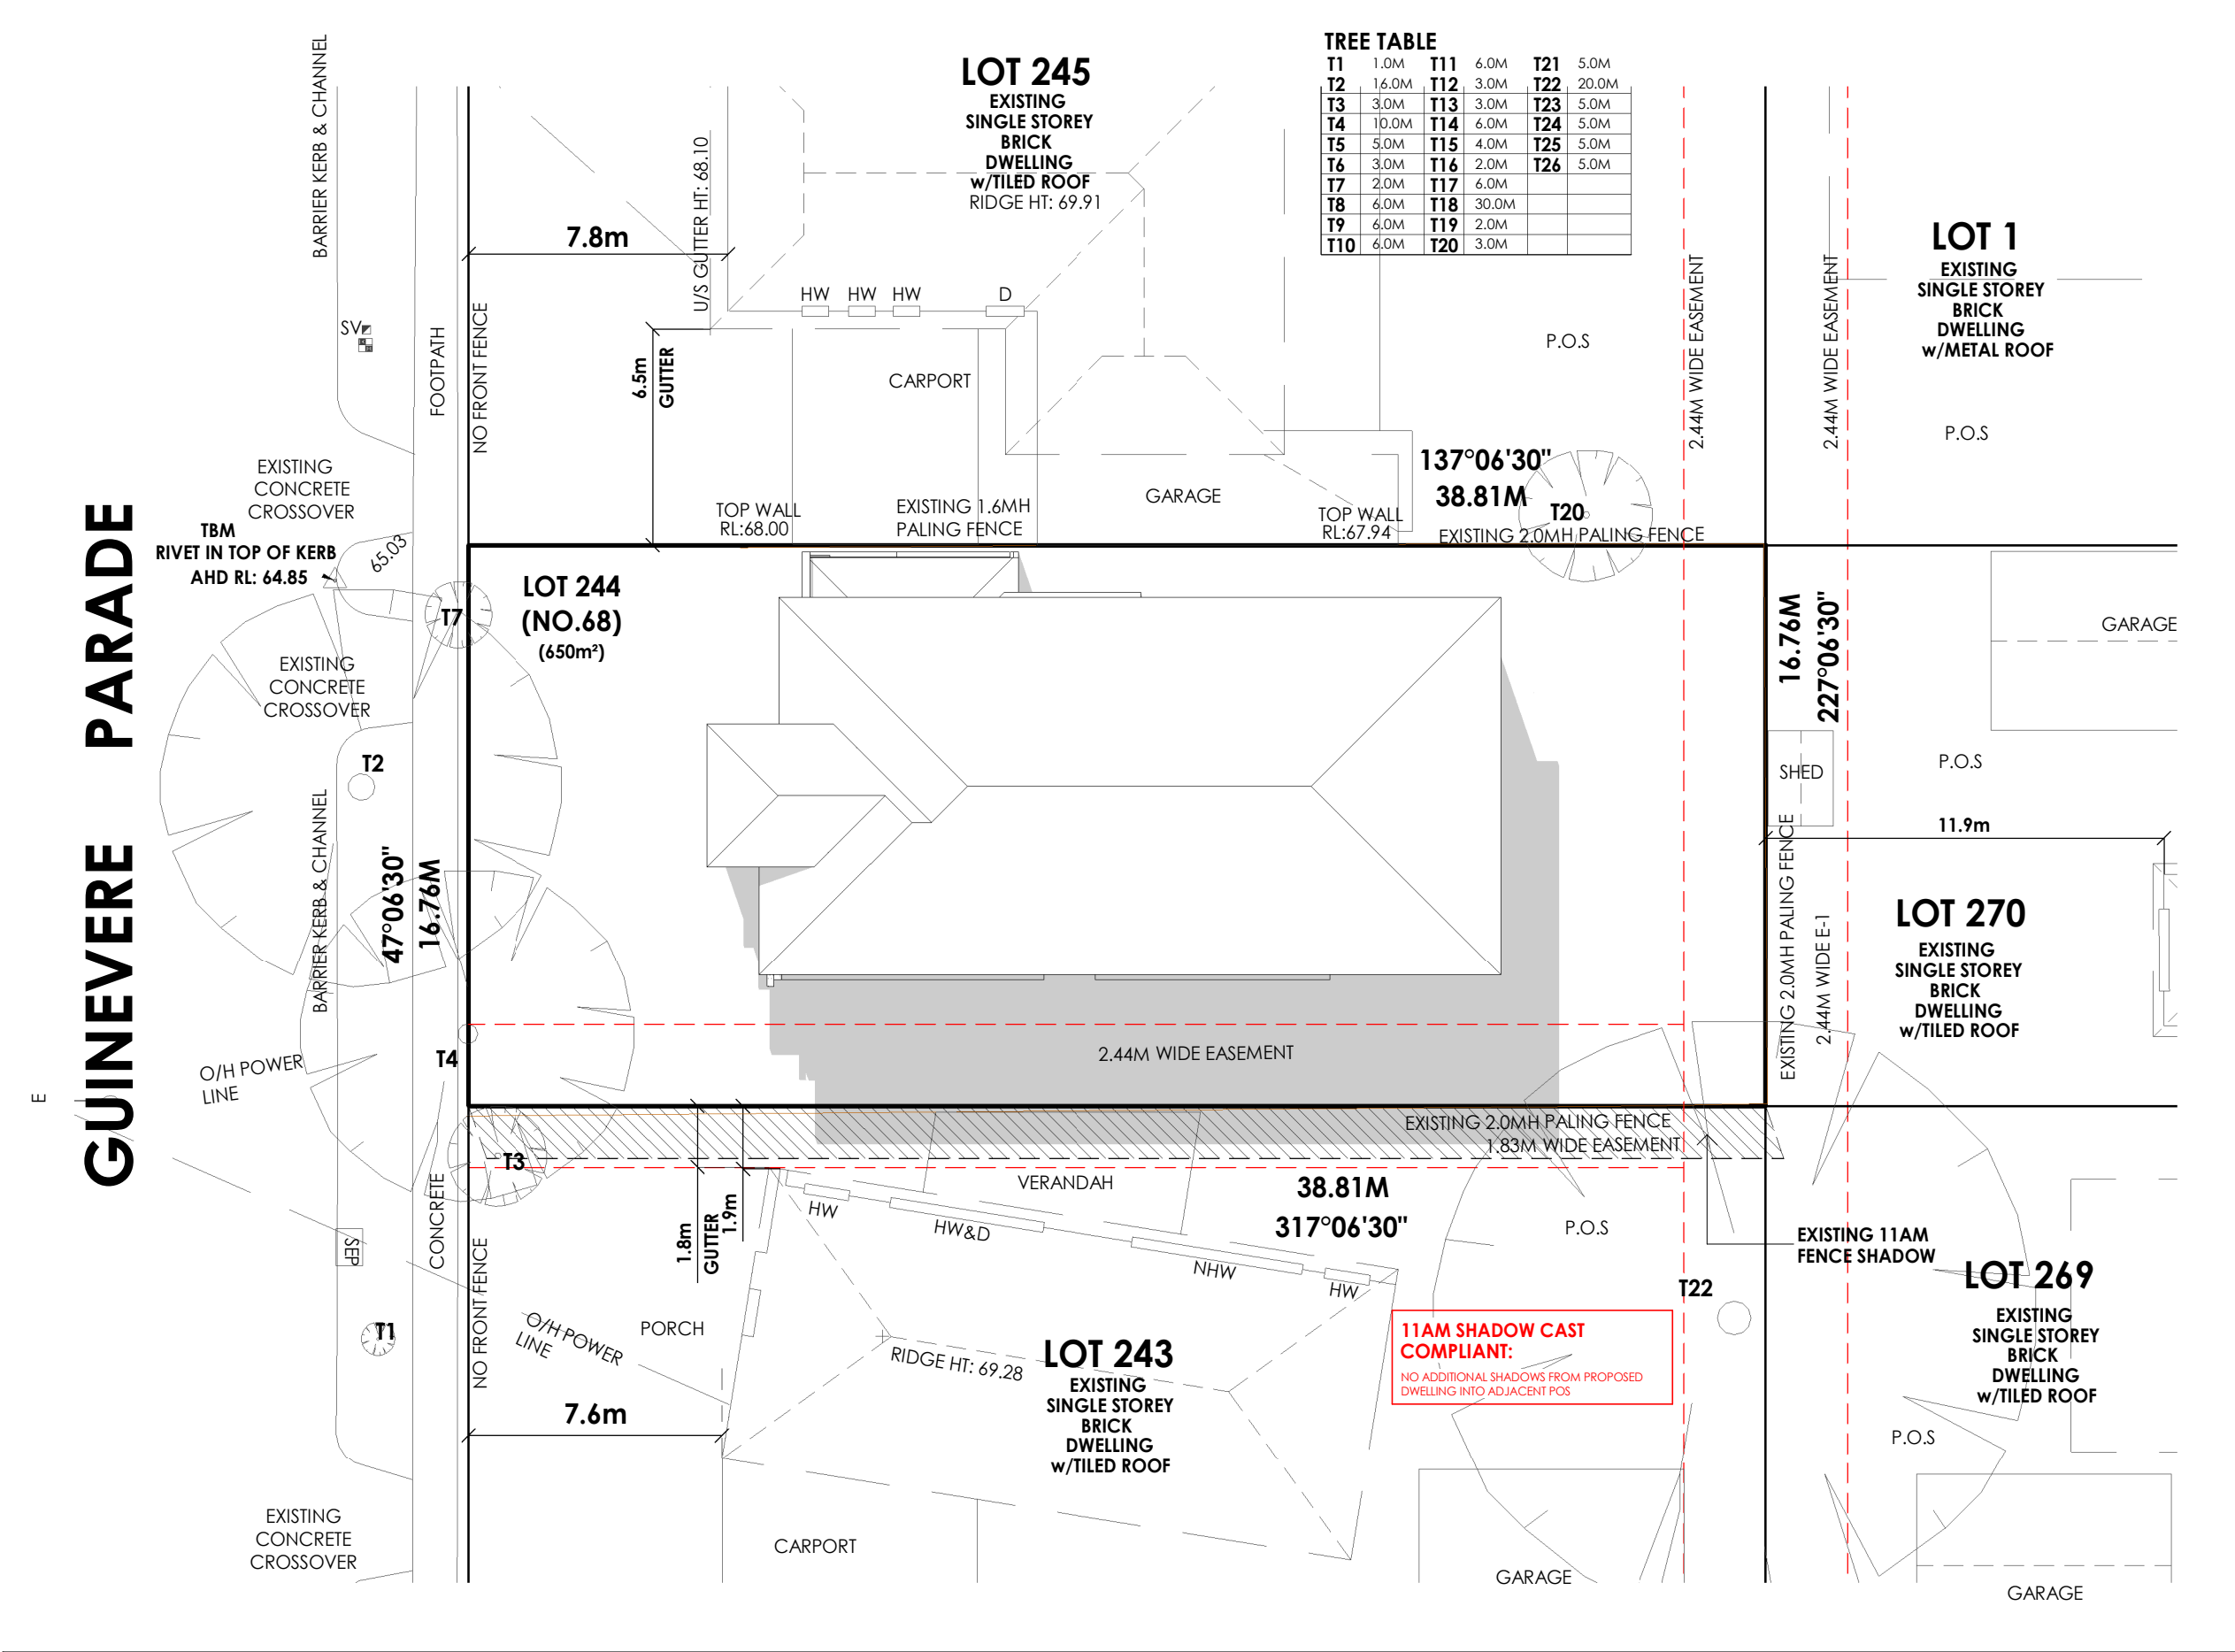 TREE TABLE
T1 1.0M T11 6.0M T21 5.0M
T2 16.0M T12 3.0M T22 20.0M
T3 3.0M T13 3.0M T23 5.0M
T4 10.0M T14 6.0M T24 5.0M
T5 5.0M T15 4.0M T25 5.0M
T6 3.0M T16 2.0M T26 5.0M
T7 2.0M T17 6.0M
T8 6.0M T18 30.0M
T9 6.0M T19 2.0M
T10 6.0M T20 3.0M
LOT 245
EXISTING
SINGLE STOREY
BRICK
DWELLING
w/TILED ROOF
RIDGE HT: 69.91
BARRIER KERB & CHANNEL
U/S GUTTER HT: 68.10
7.8m
HW HW HW D
SV
FOOTPATH
NO FRONT FENCE
6.5m
GUTTER
CARPORT
P.O.S
2.44M WIDE EASEMENT
2.44M WIDE EASEMENT
LOT 1
EXISTING
SINGLE STOREY
BRICK
DWELLING
w/METAL ROOF
P.O.S
EXISTING
CONCRETE
CROSSOVER
TBM
RIVET IN TOP OF KERB
AHD RL: 64.85
65.03
TOP WALL
RL:68.00
EXISTING 1.6MH
PALING FENCE
GARAGE
TOP WALL
RL:67.94
137°06'30"
38.81M
T20
EXISTING 2.0MH PALING FENCE
GUINEVERE PARADE
T7
LOT 244
(NO.68)
(650m²)
EXISTING
CONCRETE
CROSSOVER
T2
BARRIER KERB & CHANNEL
47°06'30"
16.76M
16.76M
227°06'30"
GARAGE
SHED
P.O.S
11.9m
EXISTING 2.0MH PALING FENCE
2.44M WIDE E-1
LOT 270
EXISTING
SINGLE STOREY
BRICK
DWELLING
w/TILED ROOF
T4
O/H POWER
LINE
E
2.44M WIDE EASEMENT
EXISTING 2.0MH PALING FENCE
1.83M WIDE EASEMENT
T3
CONCRETE
SEP
NO FRONT FENCE
1.8m
GUTTER
1.9m
VERANDAH
HW
HW&D
NHW
HW
38.81M
317°06'30"
P.O.S
EXISTING 11AM
FENCE SHADOW
T22
LOT 269
EXISTING
SINGLE STOREY
BRICK
DWELLING
w/TILED ROOF
P.O.S
T1
O/H POWER
LINE
PORCH
RIDGE HT: 69.28
LOT 243
EXISTING
SINGLE STOREY
BRICK
DWELLING
w/TILED ROOF
11AM SHADOW CAST
COMPLIANT:
NO ADDITIONAL SHADOWS FROM PROPOSED
DWELLING INTO ADJACENT POS
7.6m
EXISTING
CONCRETE
CROSSOVER
CARPORT
GARAGE
GARAGE